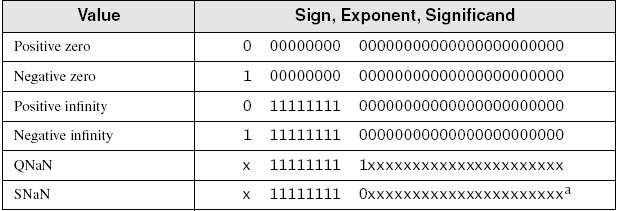 Value Sign, Exponent, Significand
Positive zero 0 00000000 00000000000000000000000
Negative zero 1 00000000 00000000000000000000000
Positive infinity 0 11111111 00000000000000000000000
Negative infinity 1 11111111 00000000000000000000000
QNaN x 11111111 1xxxxxxxxxxxxxxxxxxxxxx
SNaN x 11111111 0xxxxxxxxxxxxxxxxxxxxxxa